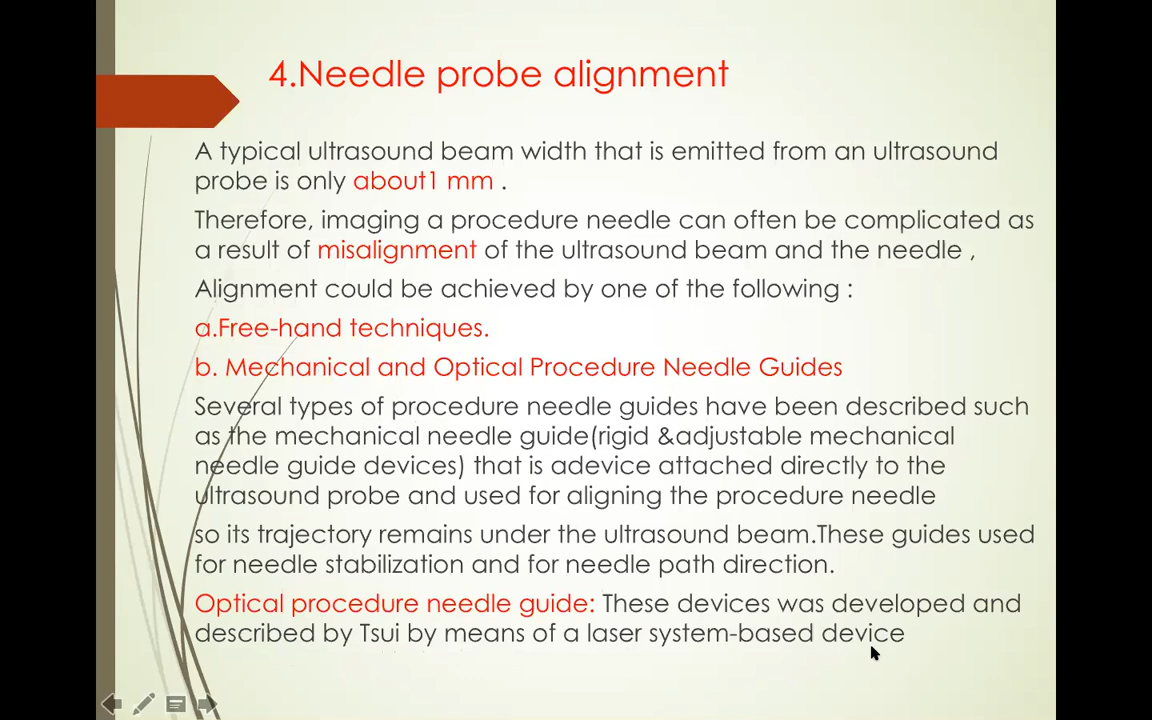 4.Needle probe alignment
A typical ultrasound beam width that is emitted from an ultrasound
probe is only about1 mm .
Therefore, imaging a procedure needle can often be complicated as
a result of misalignment of the ultrasound beam and the needle ,
Alignment could be achieved by one of the following :
a.Free-hand techniques.
b. Mechanical and Optical Procedure Needle Guides
Several types of procedure needle guides have been described such
as the mechanical needle guide(rigid &adjustable mechanical
needle guide devices) that is adevice attached directly to the
ultrasound probe and used for aligning the procedure needle
so its trajectory remains under the ultrasound beam.These guides used
for needle stabilization and for needle path direction.
Optical procedure needle guide: These devices was developed and
described by Tsui by means of a laser system-based device